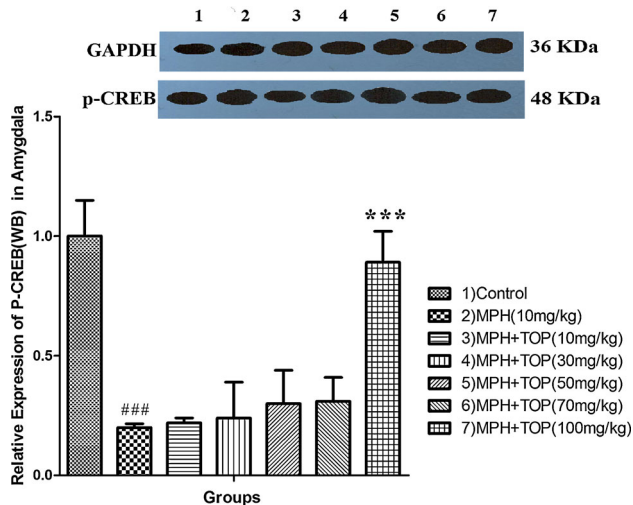 1 2 3 4 5 6 7
GAPDH 36 KDa
p-CREB 48 KDa
Relative Expression of P-CREB(WB) in Amygdala
1.5
1.0
0.5
0.0
###
***
Groups
1)Control
2)MPH(10mg/kg)
3)MPH+TOP(10mg/kg)
4)MPH+TOP(30mg/kg)
5)MPH+TOP(50mg/kg)
6)MPH+TOP(70mg/kg)
7)MPH+TOP(100mg/kg)